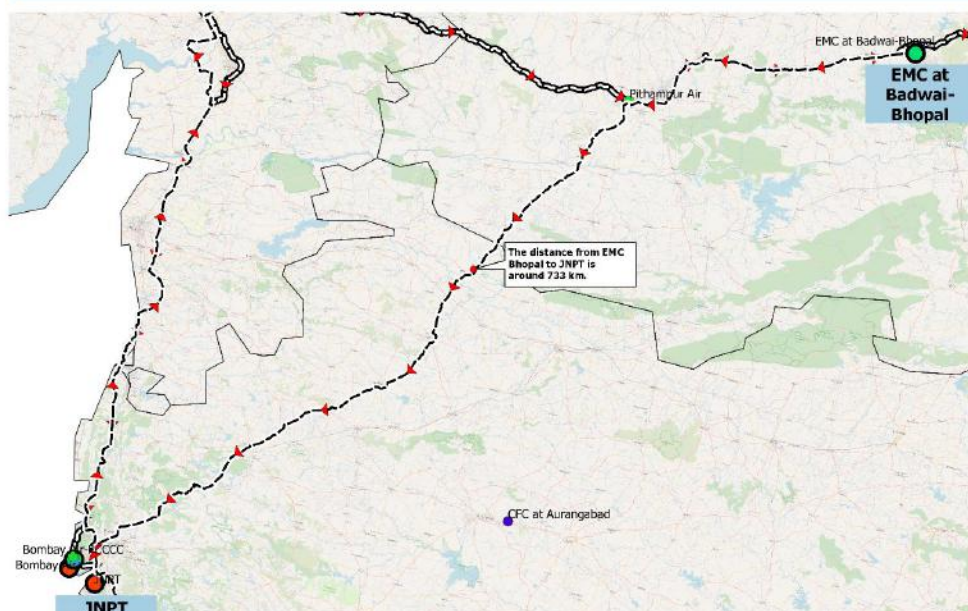 EMC at Badwai-Bhopal
EMC at
Badwai-
Bhopal
Pithampur Air
The distance from EMC
Bhopal to JNPT is
around 733 km.
CFC at Aurangabad
Bombay
Bombay
JNPT